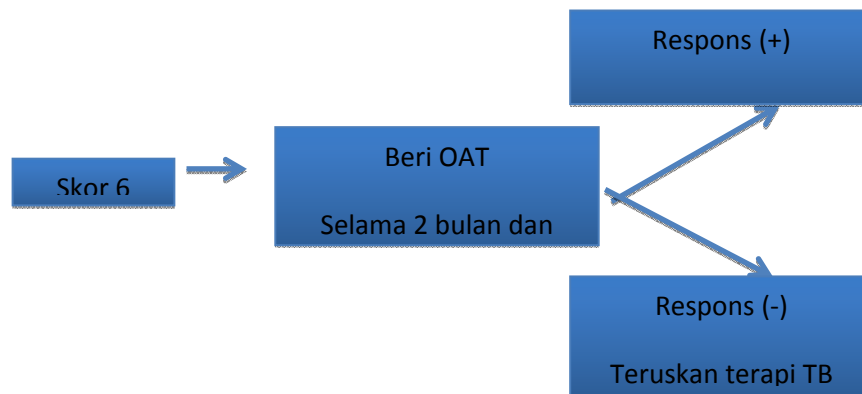 Respons (+)
Skor 6
Beri OAT
Selama 2 bulan dan
Respons (-)
Teruskan terapi TB